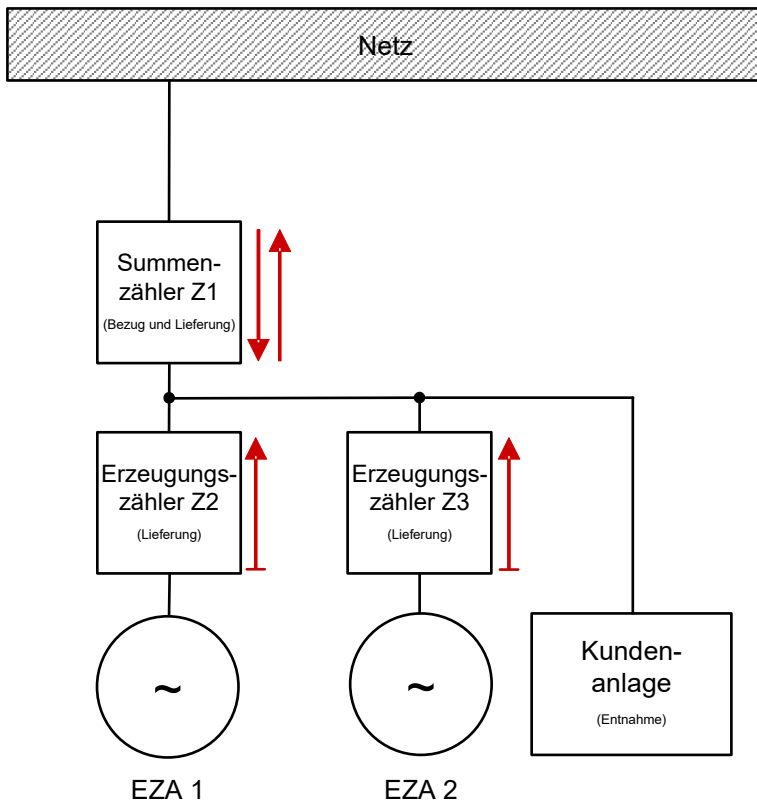 Netz
Summen-
zähler Z1
(Bezug und Lieferung)
Erzeugungs-
zähler Z2
(Lieferung)
Erzeugungs-
zähler Z3
(Lieferung)
~
~
Kunden-
anlage
(Entnahme)
EZA 1
EZA 2